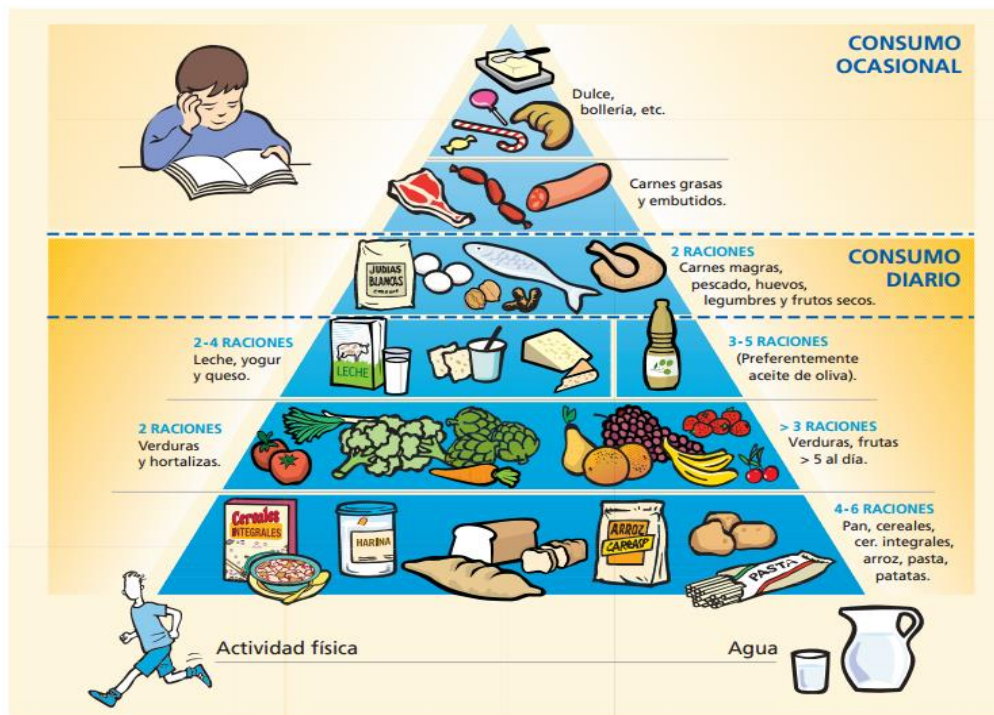 CONSUMO
OCASIONAL
Dulce,
bollería, etc.
Carnes grasas
y embutidos.
CONSUMO
DIARIO
2 RACIONES
Carnes magras,
pescado, huevos,
legumbres y frutos secos.
JUDIAS
BLANCAS
2-4 RACIONES
Leche, yogur
y queso.
LECHE
3-5 RACIONES
(Preferentemente
aceite de oliva).
2 RACIONES
Verduras
y hortalizas.
> 3 RACIONES
Verduras, frutas
> 5 al día.
Cereales
INTEGRALES
HARINA
ARROZ
PASTA
4-6 RACIONES
Pan, cereales,
cer. integrales,
arroz, pasta,
patatas.
Actividad física
Agua